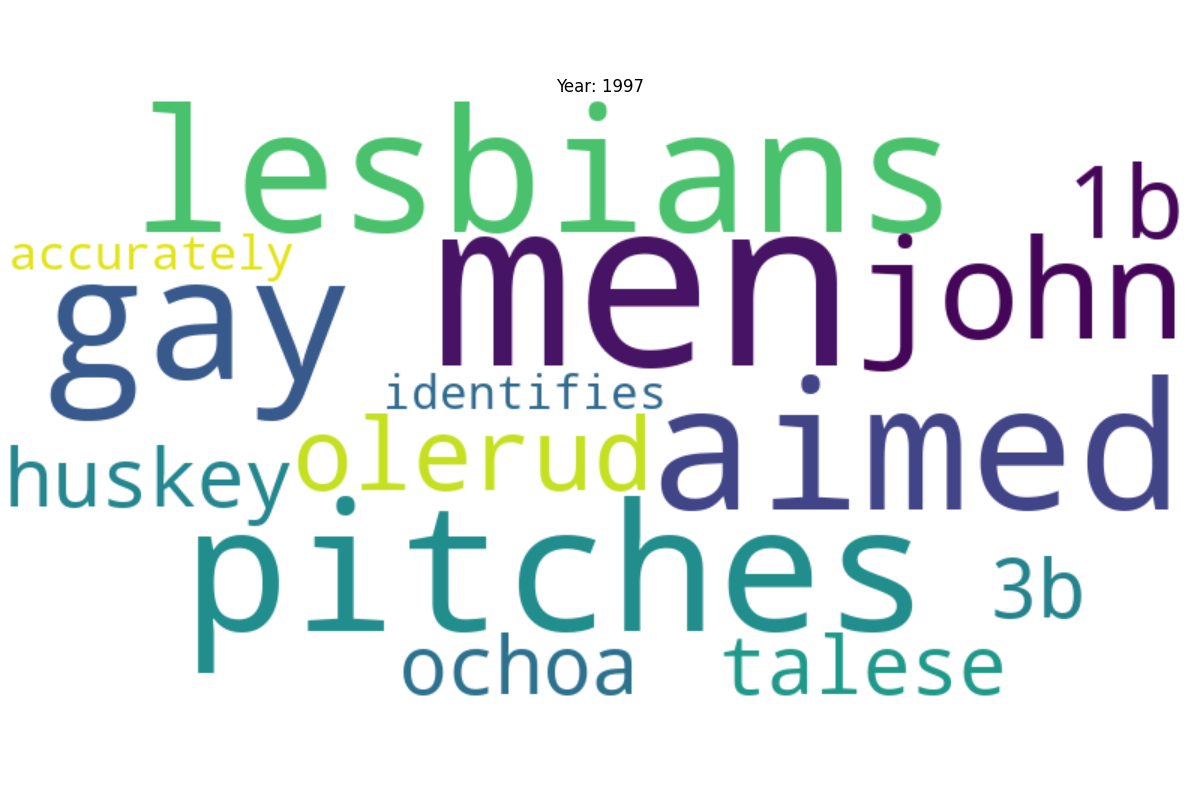 Year: 1997
lesbians
1b
accurately
men
john
gay
identifies
aimed
olerud
huskey
pitches
3b
ochoa
talese